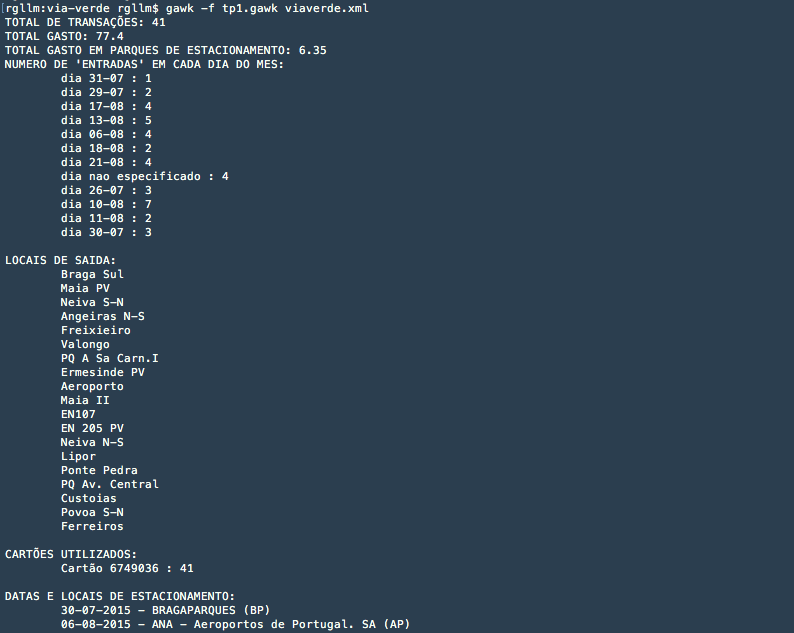 [rgllm:via-verde rgllm$ gawk -f tp1.gawk viaverde.xml
TOTAL DE TRANSAÇÕES: 41
TOTAL GASTO: 77.4
TOTAL GASTO EM PARQUES DE ESTACIONAMENTO: 6.35
NUMERO DE 'ENTRADAS' EM CADA DIA DO MES:
dia 31-07 : 1
dia 29-07 : 2
dia 17-08 : 4
dia 13-08 : 5
dia 06-08 : 4
dia 18-08 : 2
dia 21-08 : 4
dia nao especificado : 4
dia 26-07 : 3
dia 10-08 : 7
dia 11-08 : 2
dia 30-07 : 3
LOCAIS DE SAIDA:
Braga Sul
Maia PV
Neiva S-N
Angeiras N-S
Freixieiro
Valongo
PQ A Sa Carn.I
Ermesinde PV
Aeroporto
Maia II
EN107
EN 205 PV
Neiva N-S
Lipor
Ponte Pedra
PQ Av. Central
Custoias
Povoa S-N
Ferreiros
CARTÕES UTILIZADOS:
Cartão 6749036 : 41
DATAS E LOCAIS DE ESTACIONAMENTO:
30-07-2015 - BRAGAPARQUES (BP)
06-08-2015 - ANA - Aeroportos de Portugal. SA (AP)